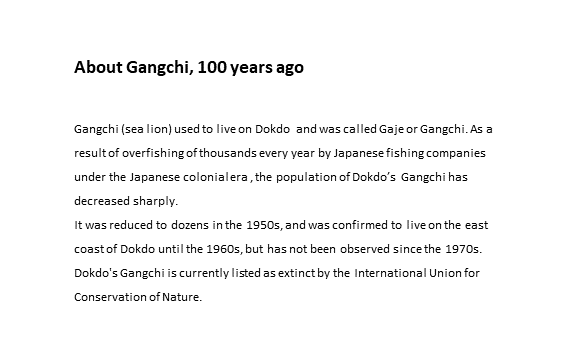 About Gangchi, 100 years ago
Gangchi (sea lion) used to live on Dokdo and was called Gaje or Gangchi. As a
result of overfishing of thousands every year by Japanese fishing companies
under the Japanese colonial era , the population of Dokdo’s Gangchi has
decreased sharply.
It was reduced to dozens in the 1950s, and was confirmed to live on the east
coast of Dokdo until the 1960s, but has not been observed since the 1970s.
Dokdo's Gangchi is currently listed as extinct by the International Union for
Conservation of Nature.